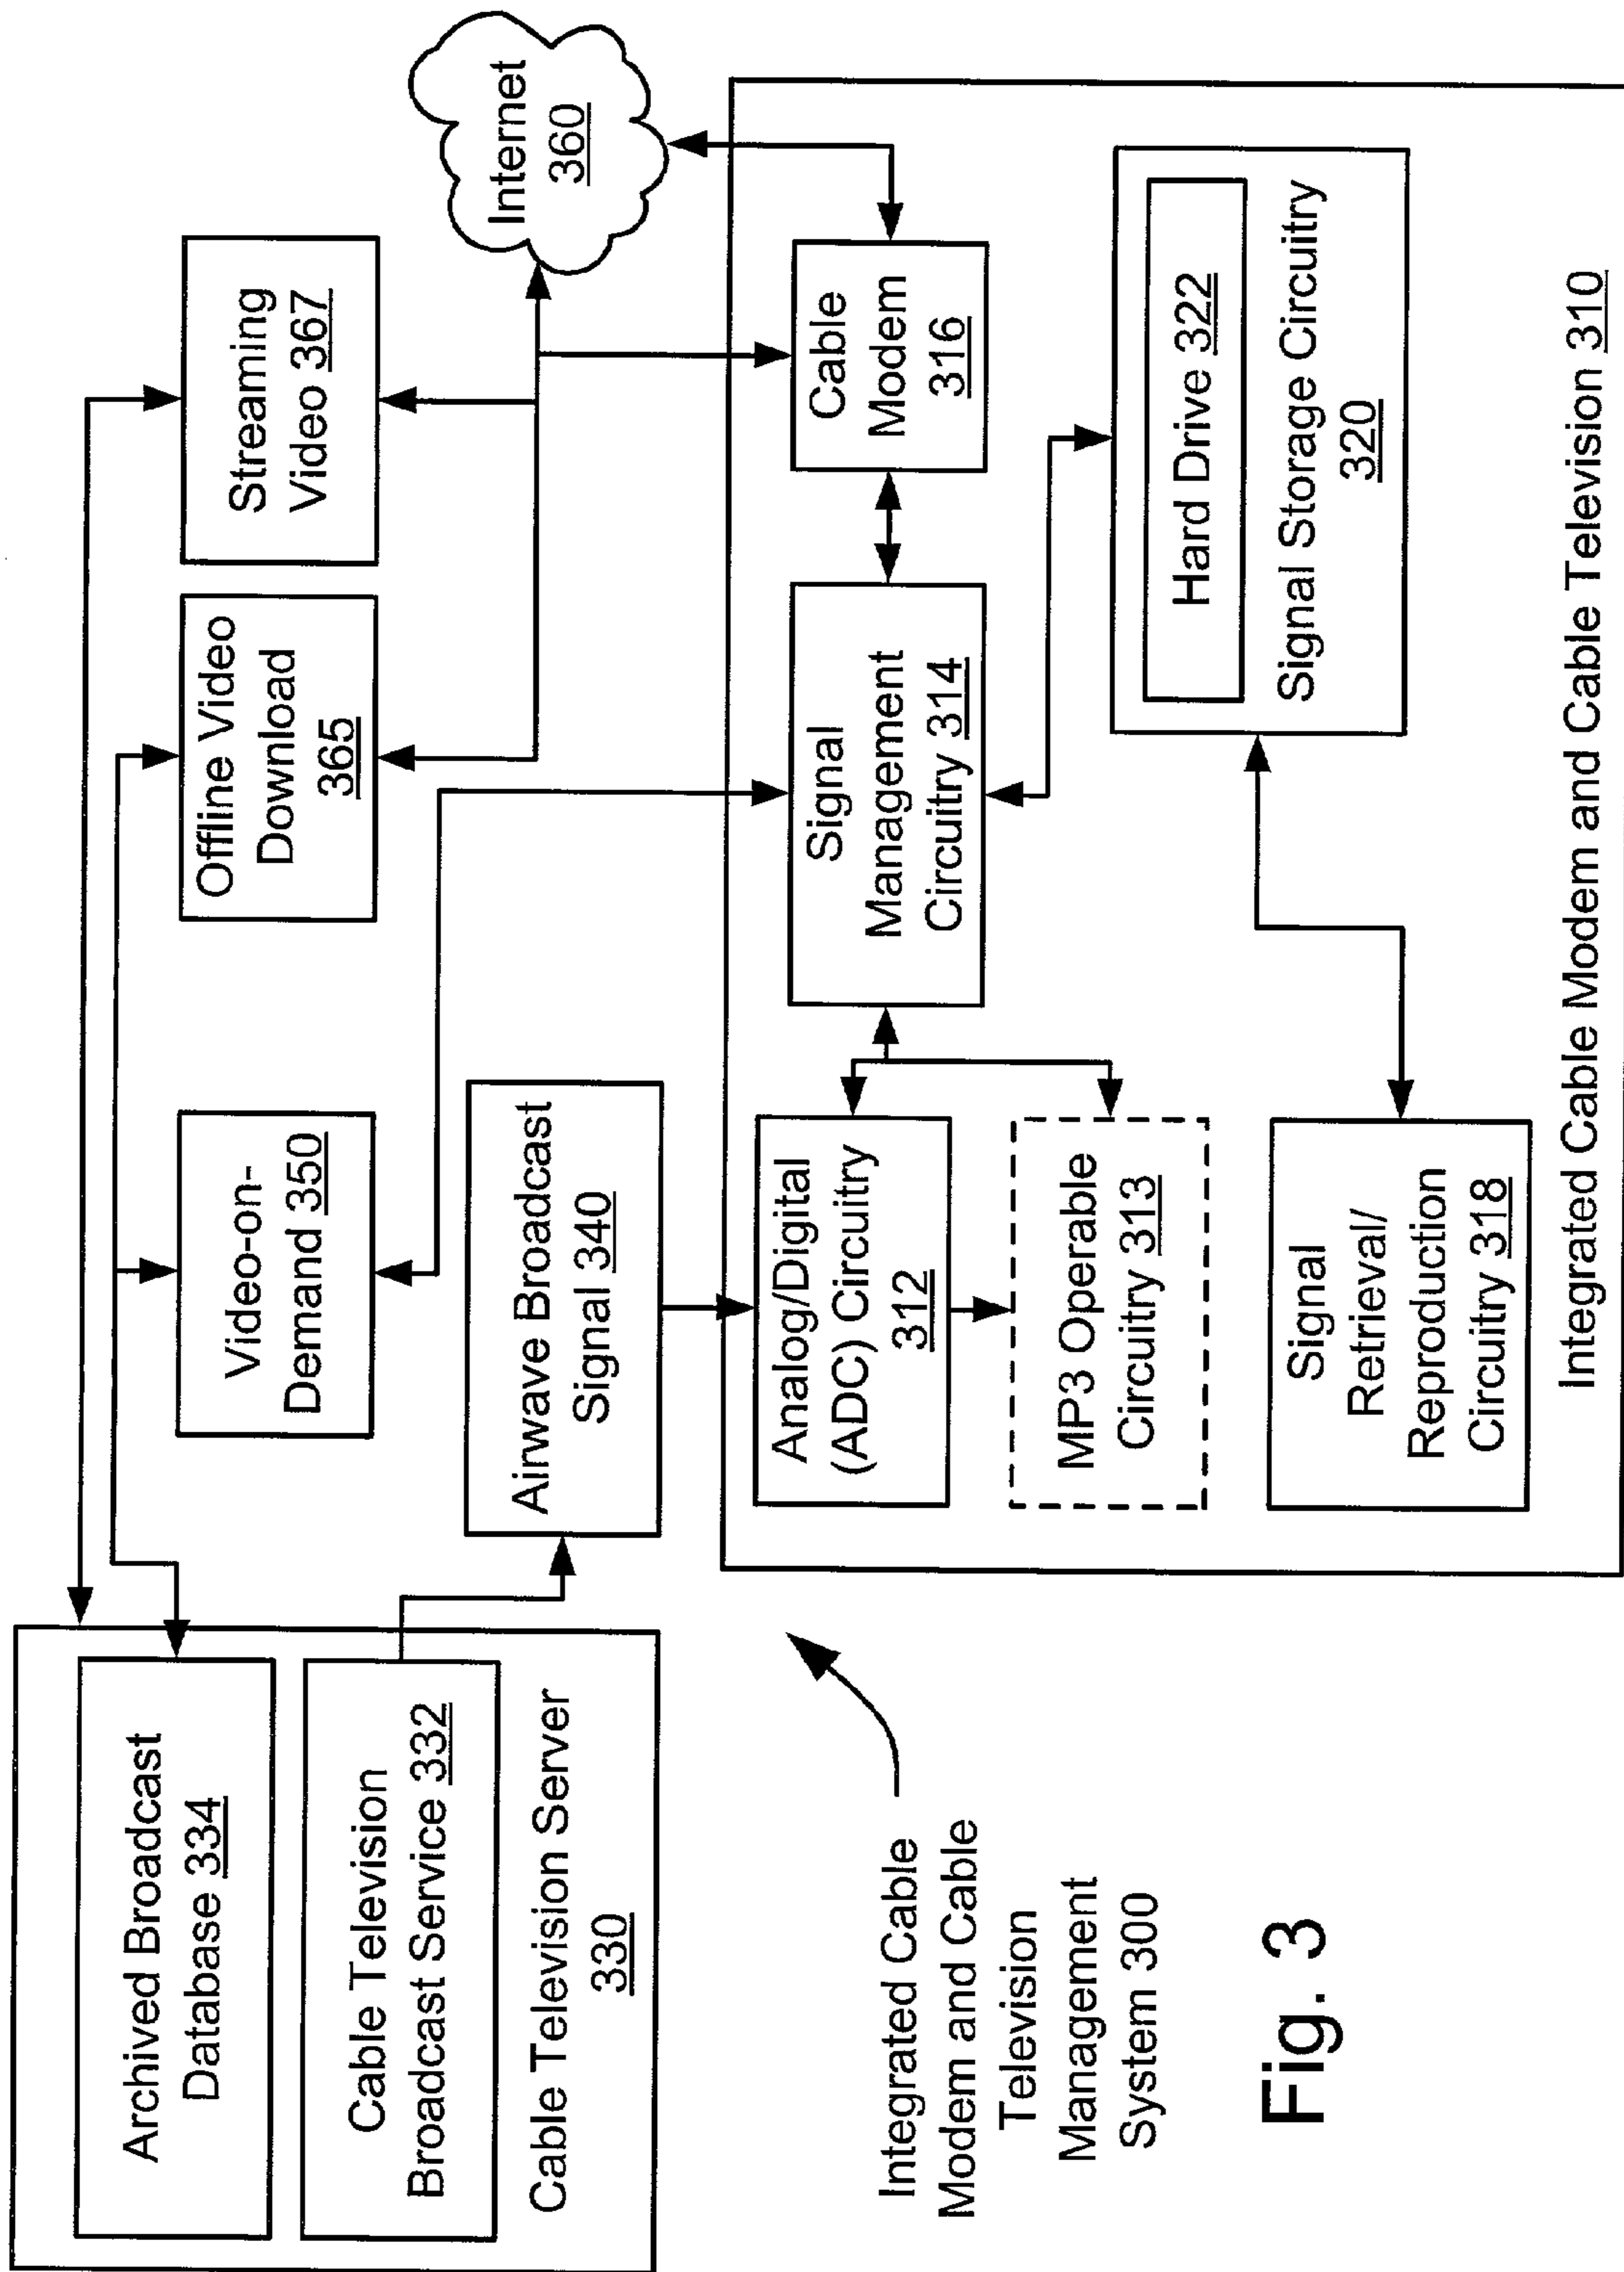 Archived Broadcast
Database 334
Cable Television
Broadcast Service 332
Cable Television Server
330
Video-on-
Demand 350
Offline Video
Download
365
Streaming
Video 367
Airwave Broadcast
Signal 340
Internet
360
Analog/Digital
(ADC) Circuitry
312
MP3 Operable
Circuitry 313
Signal
Management
Circuitry 314
Cable
Modem
316
Signal
Retrieval/
Reproduction
Circuitry 318
Hard Drive 322
Signal Storage Circuitry
320
Integrated Cable Modem and Cable Television 310
Integrated Cable
Modem and Cable
Television
Management
System 300
Fig. 3